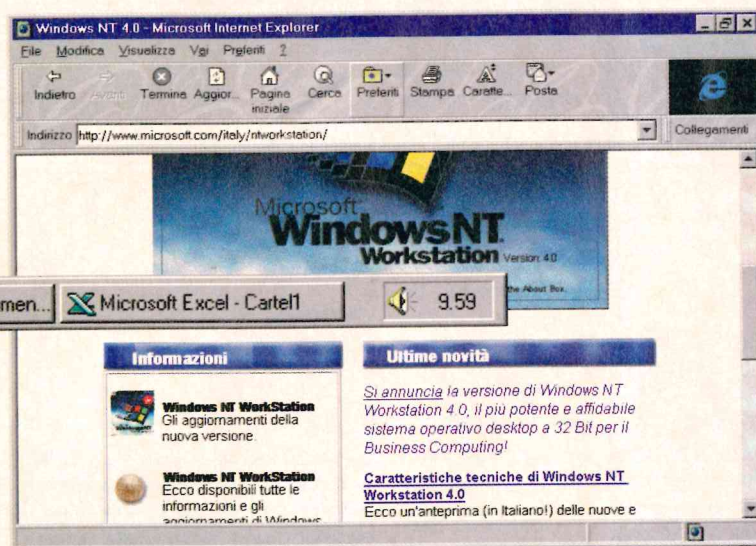 Windows NT 4.0 - Microsoft Internet Explorer
File Modifica Visualizza Vai Preferiti ?
Indietro Avanti Termina Aggior... Pagina iniziale Cerca Preferiti Stampa Caratte... Posta
Indirizzo http://www.microsoft.com/italy/ntworkstation/ Collegamenti
Microsoft
Windows NT
Workstation Version 4.0
the About Box.
men... Microsoft Excel - Cartel1 9.59
Informazioni
Windows NT WorkStation
Gli aggiornamenti della
nuova versione.
Windows NT WorkStation
Ecco disponibili tutte le
informazioni e gli
aggiornamenti di Windows
Ultime novità
Si annuncia la versione di Windows NT
Workstation 4.0, il più potente e affidabile
sistema operativo desktop a 32 Bit per il
Business Computing!
Caratteristiche tecniche di Windows NT
Workstation 4.0
Ecco un'anteprima (in Italiano!) delle nuove e